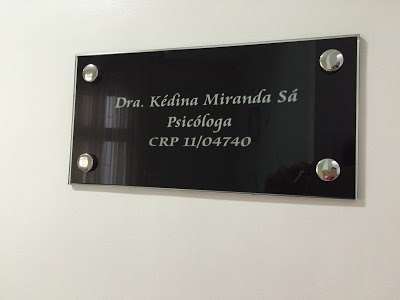 Dra. Kédina Miranda Sá
Psicóloga
CRP 11/04740